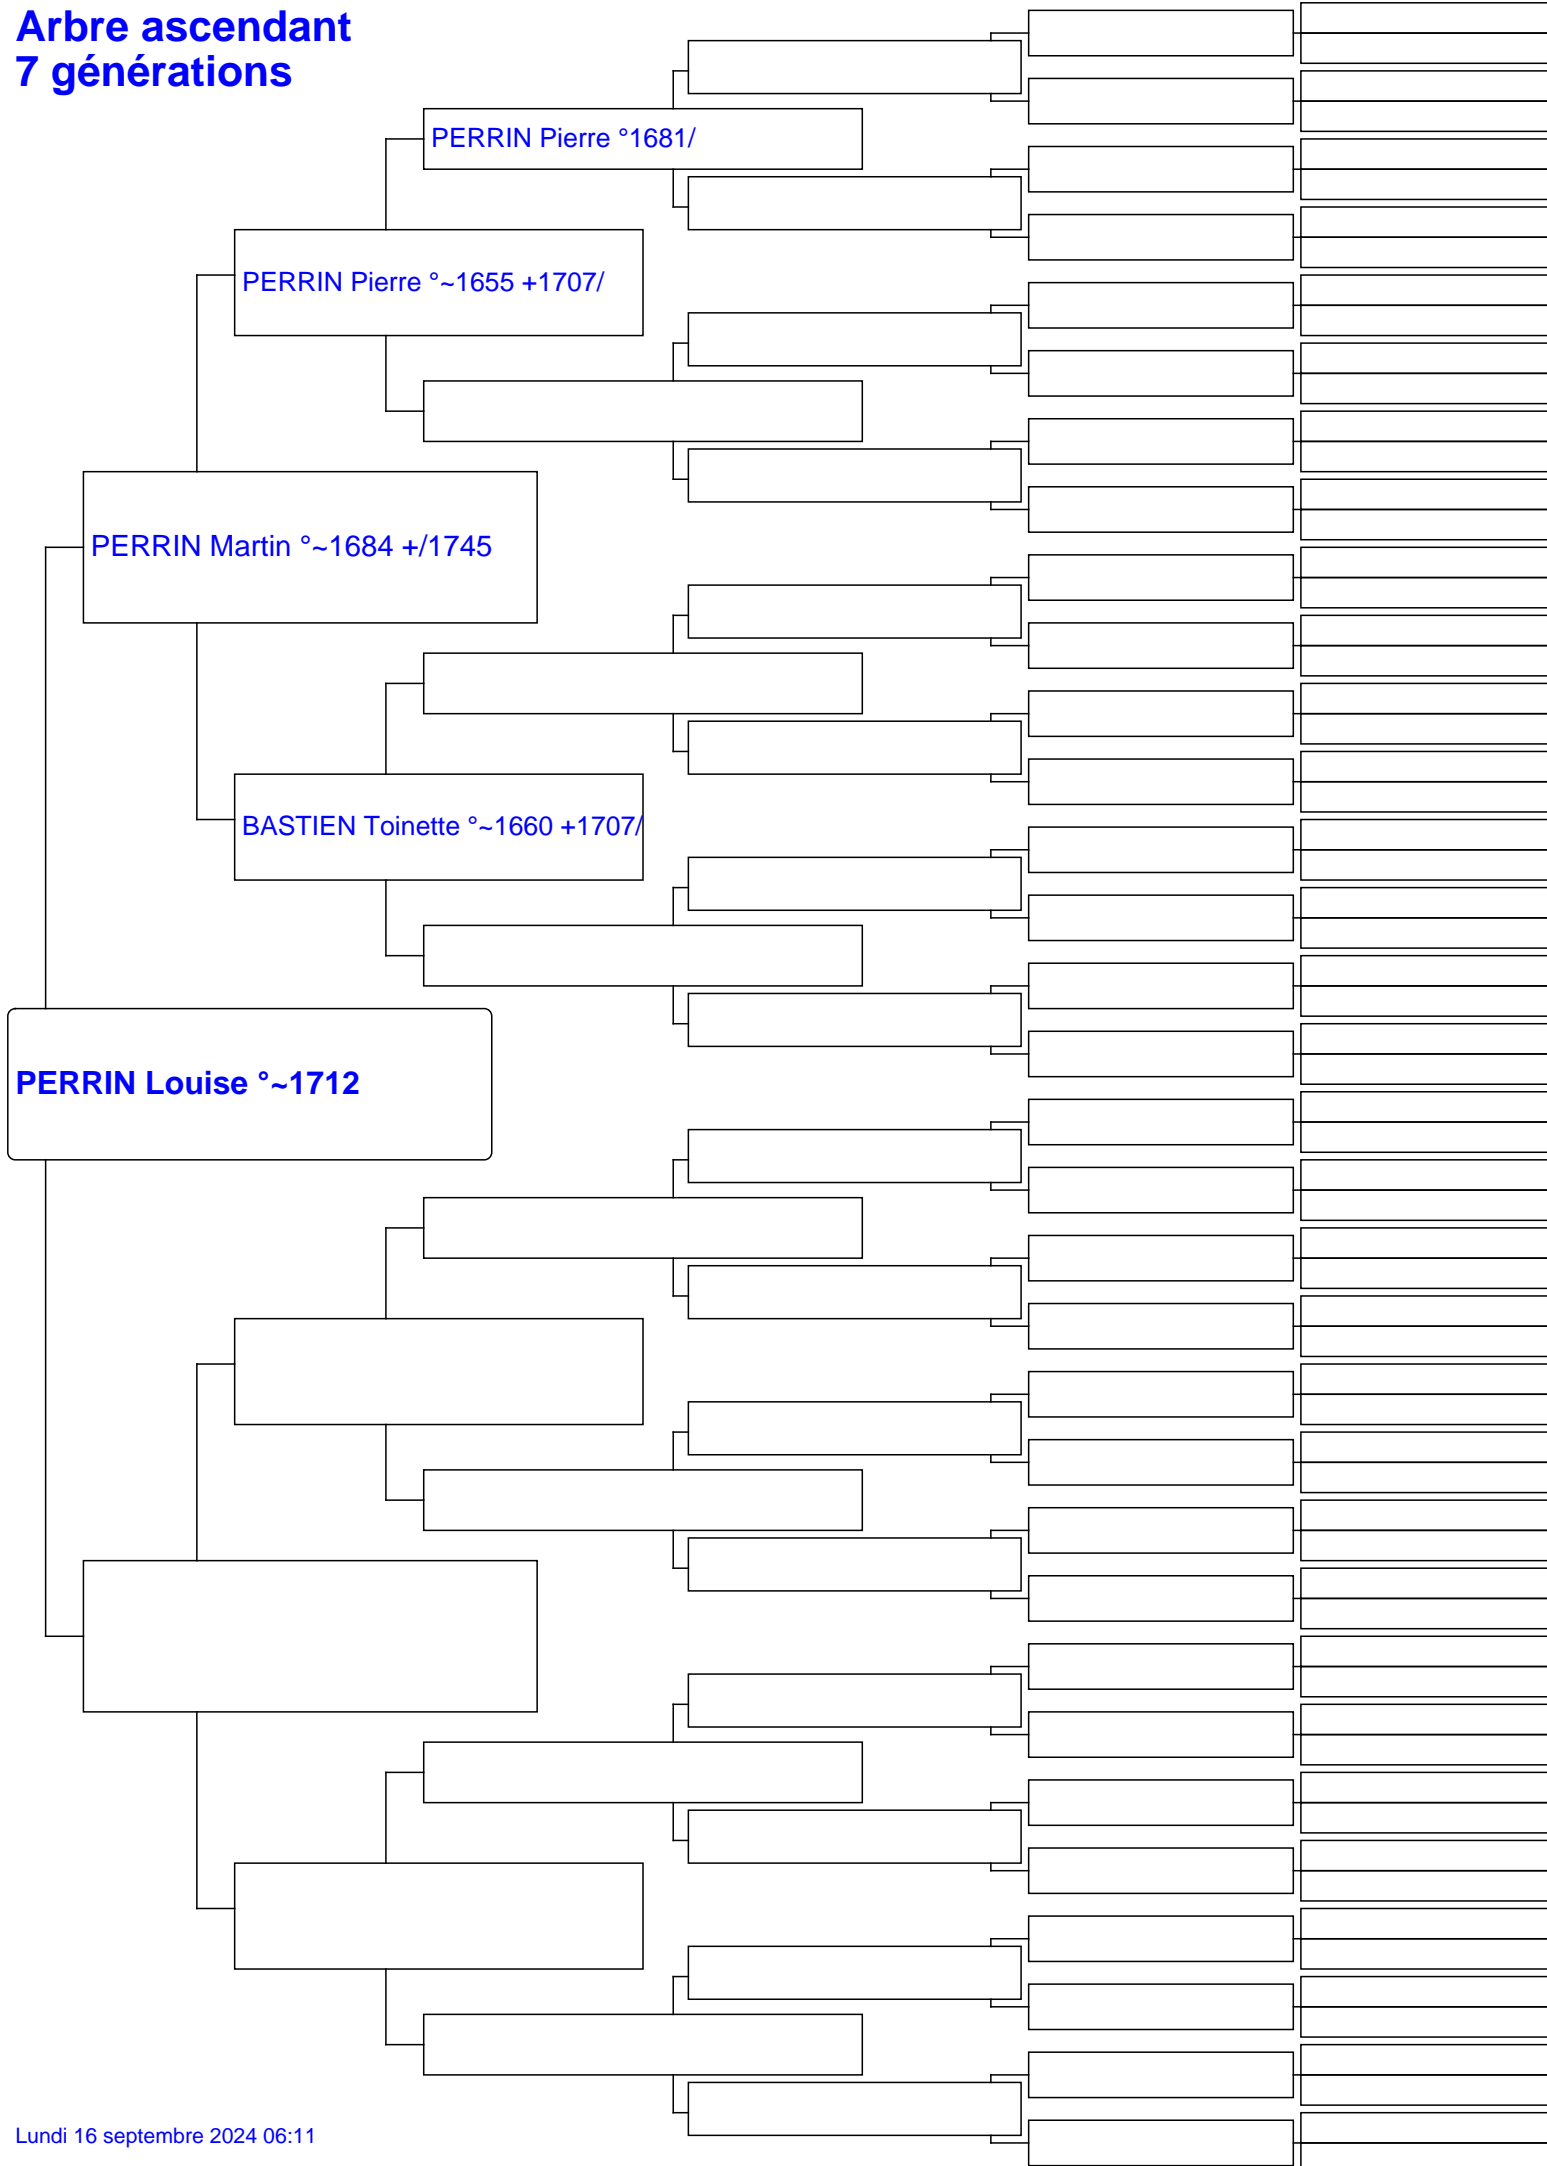 Arbre ascendant
7 générations
PERRIN Pierre °1681/
PERRIN Pierre °~1655 +1707/
PERRIN Martin °~1684 +/1745
BASTIEN Toinette °~1660 +1707/
PERRIN Louise °~1712
Lundi 16 septembre 2024 06:11